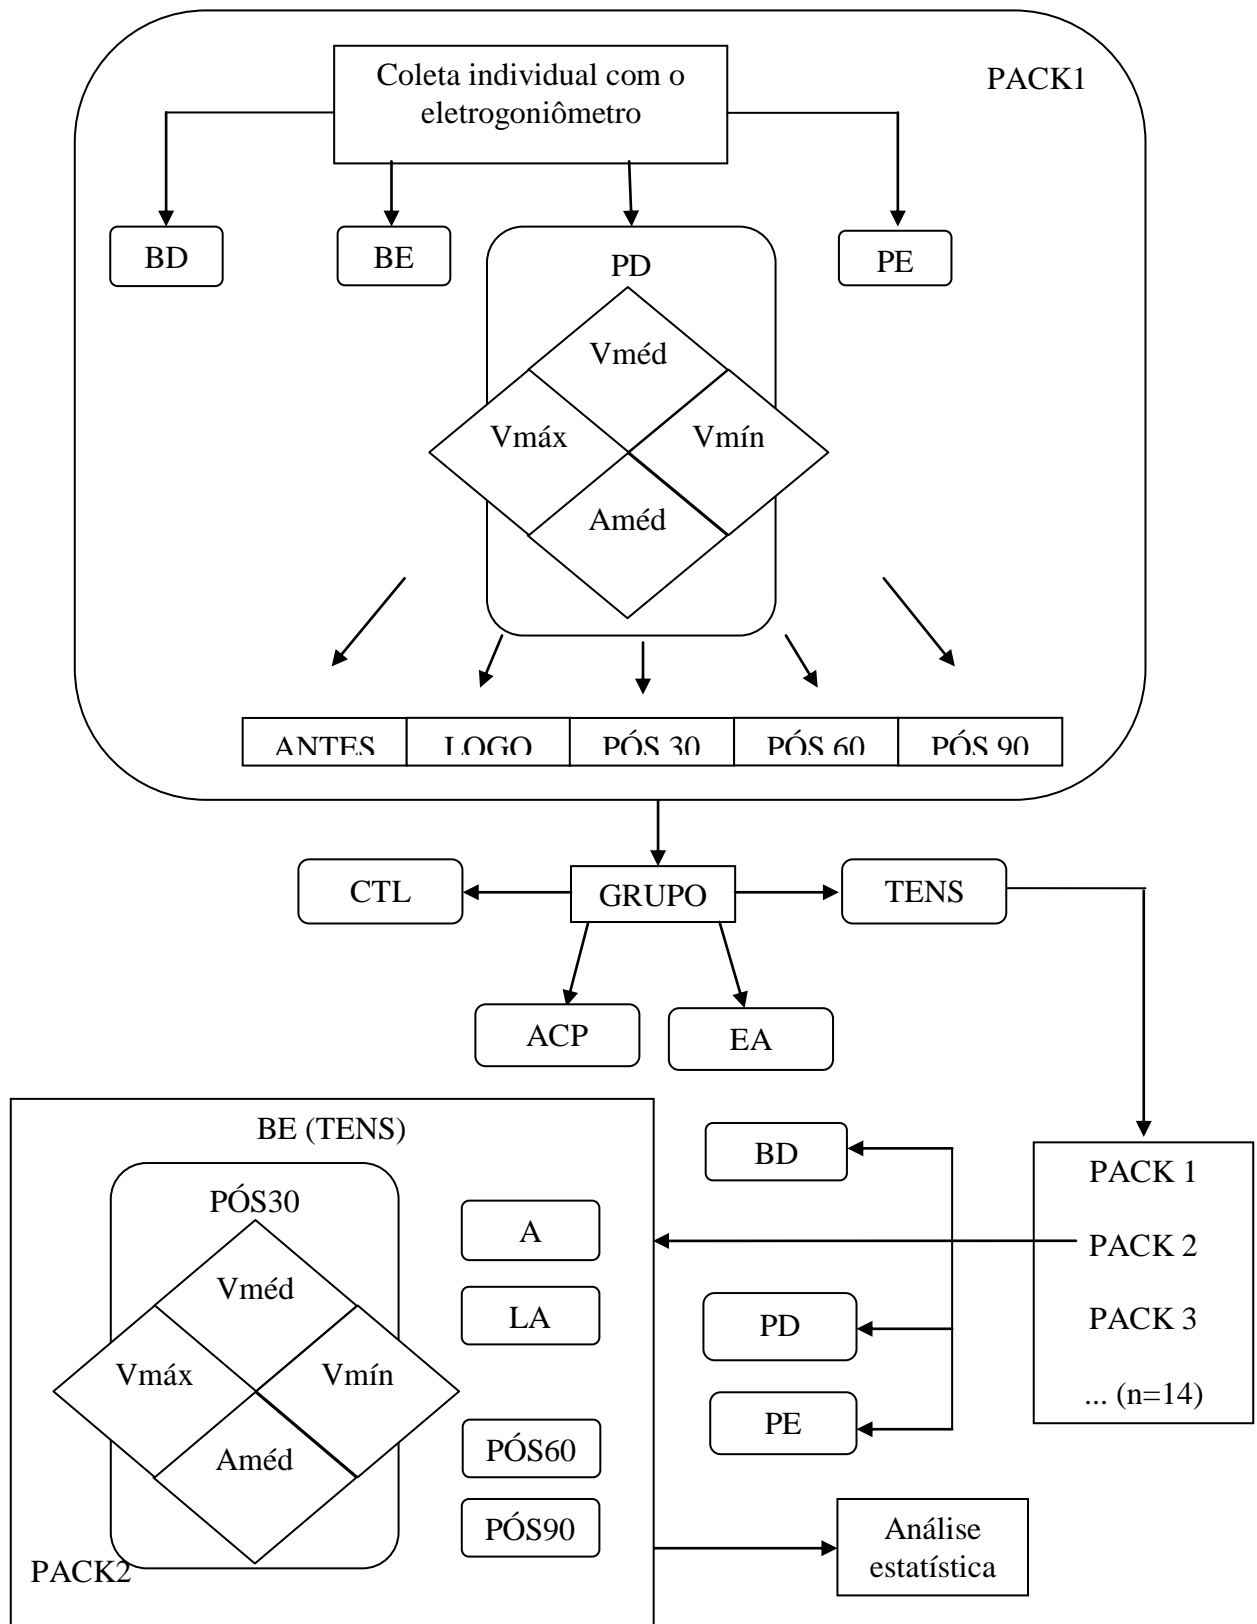 PACK1
Coleta individual com o
eletrogoniômetro
BD
BE
PD
PE
Vméd
Vmáx
Vmín
Améd
ANTES
LOGO
PÓS 30
PÓS 60
PÓS 90
CTL
GRUPO
TENS
ACP
EA
BE (TENS)
PÓS30
Vméd
Vmáx
Vmín
Améd
A
LA
PÓS60
PÓS90
PACK2
BD
PD
PE
PACK 1
PACK 2
PACK 3
... (n=14)
Análise
estatística